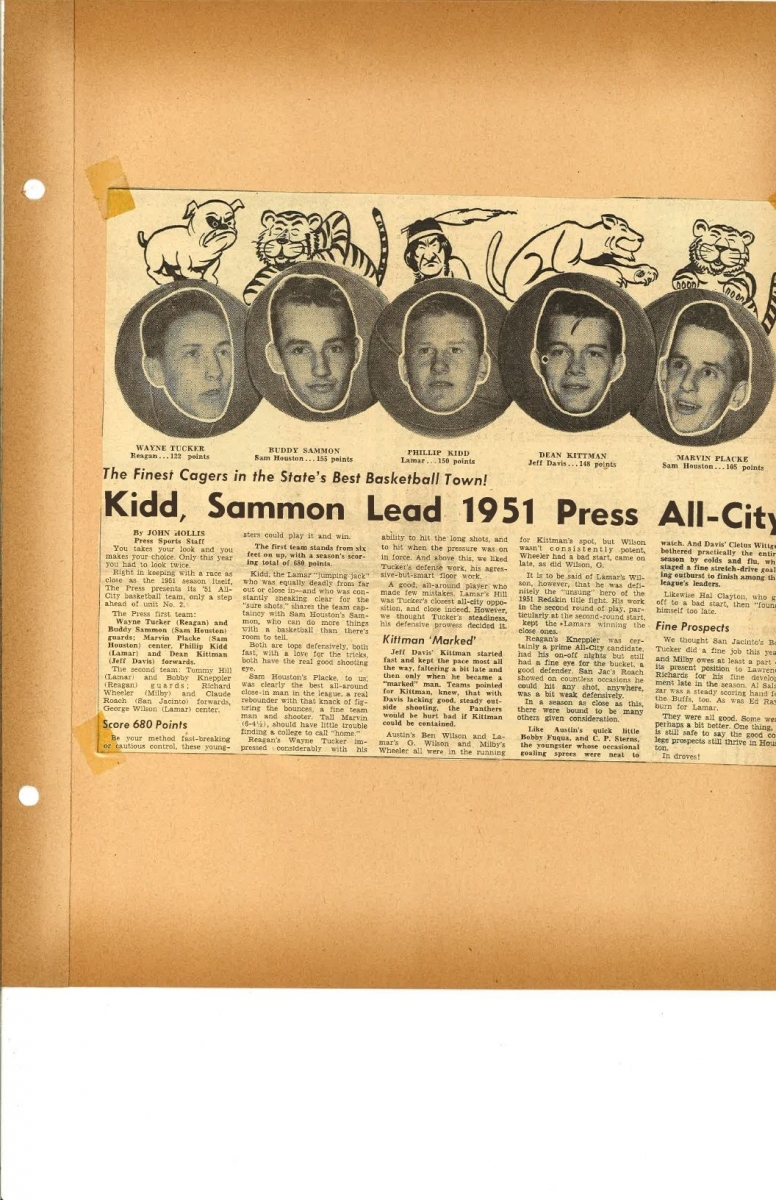 WAYNE TUCKER
Reagan...122 points
BUDDY SAMMON
Sam Houston...155 points
PHILLIP KIDD
Lamar...150 points
DEAN KITTMAN
Jeff Davis...148 points
MARVIN PLACKE
Sam Houston...105 points
The Finest Cagers in the State's Best Basketball Town!
Kidd, Sammon Lead 1951 Press All-City
By JOHN HOLLIS
Press Sports Staff
You takes your look and you
makes your choice. Only this year
you had to look twice.
Right in keeping with a race as
close as the 1951 season itself,
The Press presents its '51 All-
City basketball team, only a step
ahead of unit No. 2.
The Press first team:
Wayne Tucker (Reagan) and
Buddy Sammon (Sam Houston)
guards; Marvin Placke (Sam
Houston) center, Phillip Kidd
(Lamar) and Dean Kittman
(Jeff Davis) forwards.
The second team: Tommy Hill
(Lamar) and Bobby Kneppler
(Reagan) guards; Richard
Wheeler (Milby) and Claude
Roach (San Jacinto) forwards,
George Wilson (Lamar) center.
Score 680 Points
Be your method fast-breaking
or cautious control, these young-
sters could play it and win.
The first team stands from six
feet on up, with a season's scor-
ing total of 680 points.
Kidd, the Lamar "jumping jack"
who was equally deadly from far
out or close in—and who was con-
stantly sneaking clear for the
"sure shots," shares the team cap-
taincy with Sam Houston's Sam-
mon, who can do more things
with a basketball than there's
room to tell.
Both are tops defensively, both
fast, with a love for the tricks,
both have the real good shooting
eye.
Sam Houston's Placke, to us,
was clearly the best all-around
close-in man in the league, a real
rebounder with that knack of fig-
uring the bounces, a fine team
man and shooter. Tall Marvin
(6-4½), should have little trouble
finding a college to call "home."
Reagan's Wayne Tucker im-
pressed considerably with his
ability to hit the long shots, and
to hit when the pressure was on
in force. And above this, we liked
Tucker's defense work, his agres-
sive-but-smart floor work.
A good, all-around player who
made few mistakes, Lamar's Hill
was Tucker's closest all-city oppo-
sition, and close indeed. However,
we thought Tucker's steadiness,
his defensive prowess decided it.
Kittman 'Marked'
Jeff Davis' Kittman started
fast and kept the pace most all
the way, faltering a bit late and
then only when he became a
"marked" man. Teams pointed
for Kittman, knew, that with
Davis lacking good, steady out-
side shooting, the Panthers
would be hurt bad if Kittman
could be contained.
Austin's Ben Wilson and La-
mar's G. Wilson and Milby's
Wheeler all were in the running
for Kittman's spot, but Wilson
wasn't consistently potent,
Wheeler had a bad start, came on
late, as did Wilson, G.
It is to be said of Lamar's Wil-
son, however, that he was defi-
nitely the "unsung" hero of the
1951 Redskin title fight. His work
in the second round of play, par-
ticularly at the second-round start,
kept the Lamars winning the
close ones.
Reagan's Kneppler was cer-
tainly a prime All-City candidate,
had his on-off nights but still
had a fine eye for the bucket, a
good defender. San Jac's Roach
showed on countless occasions he
could hit any shot, anywhere,
was a bit weak defensively.
In a season as close as this,
there were bound to be many
others given consideration.
Like Austin's quick little
Bobby Fuqua, and C. P. Sterns,
the youngster whose occasional
goaling sprees were neat to
watch. And Davis' Cletus Wittge
bothered practically the entir
season by colds and flu, wh
staged a fine stretch-drive goal
ing outburst to finish among th
league's leaders.
Likewise Hal Clayton, who g
off to a bad start, then "foun
himself too late.
Fine Prospects
We thought San Jacinto's Bo
Tucker did a fine job this yea
and Milby owes at least a part
his present position to Lawren
Richards for his fine develop
ment late in the season. Al Sala
zar was a steady scoring hand fo
the Buffs, too. As was Ed Ray
burn for Lamar.
They were all good. Some wer
perhaps a bit better. One thing,
is still safe to say the good co
lege prospects still thrive in Hous
ton.
In droves!